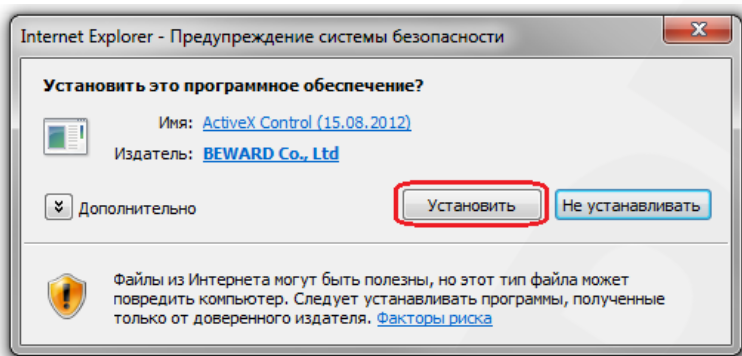 Internet Explorer - Предупреждение системы безопасности
Установить это программное обеспечение?
Имя: ActiveX Control (15.08.2012)
Издатель: BEWARD Co., Ltd
Дополнительно Установить Не устанавливать
Файлы из Интернета могут быть полезны, но этот тип файла может
повредить компьютер. Следует устанавливать программы, полученные
только от доверенного издателя. Факторы риска